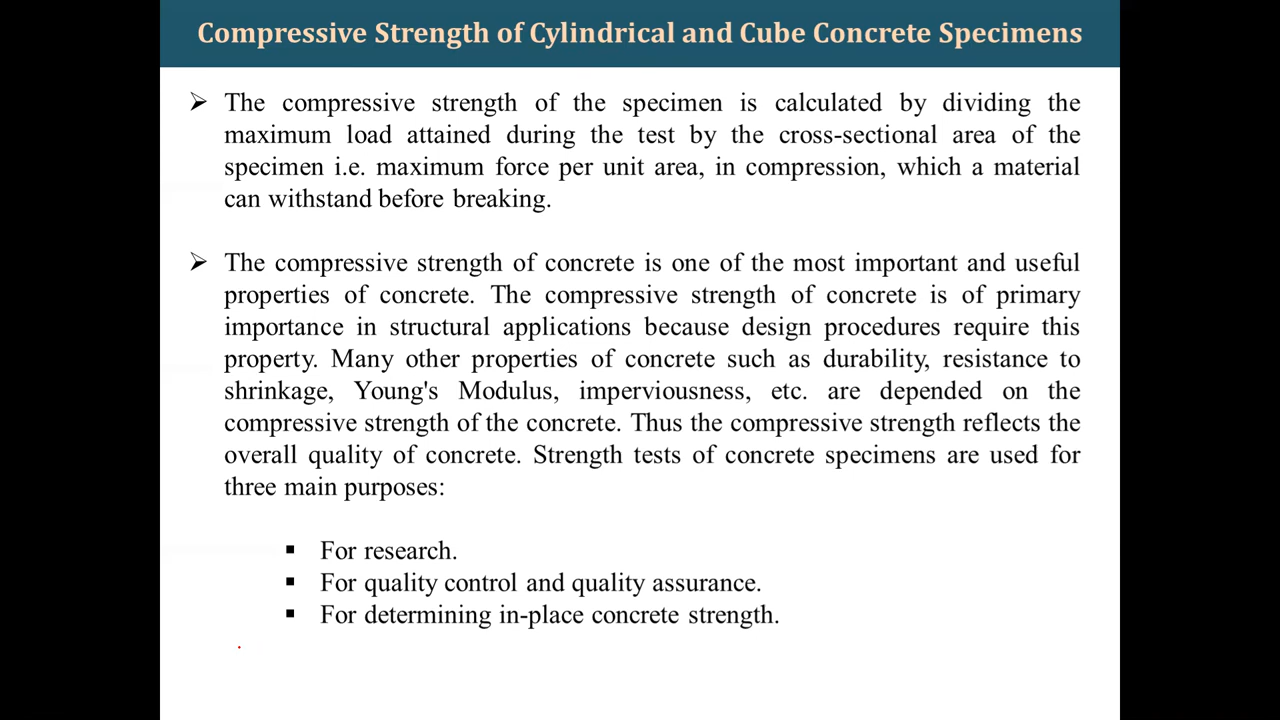 Compressive Strength of Cylindrical and Cube Concrete Specimens
➢ The compressive strength of the specimen is calculated by dividing the
maximum load attained during the test by the cross-sectional area of the
specimen i.e. maximum force per unit area, in compression, which a material
can withstand before breaking.
➢ The compressive strength of concrete is one of the most important and useful
properties of concrete. The compressive strength of concrete is of primary
importance in structural applications because design procedures require this
property. Many other properties of concrete such as durability, resistance to
shrinkage, Young's Modulus, imperviousness, etc. are depended on the
compressive strength of the concrete. Thus the compressive strength reflects the
overall quality of concrete. Strength tests of concrete specimens are used for
three main purposes:
▪ For research.
▪ For quality control and quality assurance.
▪ For determining in-place concrete strength.